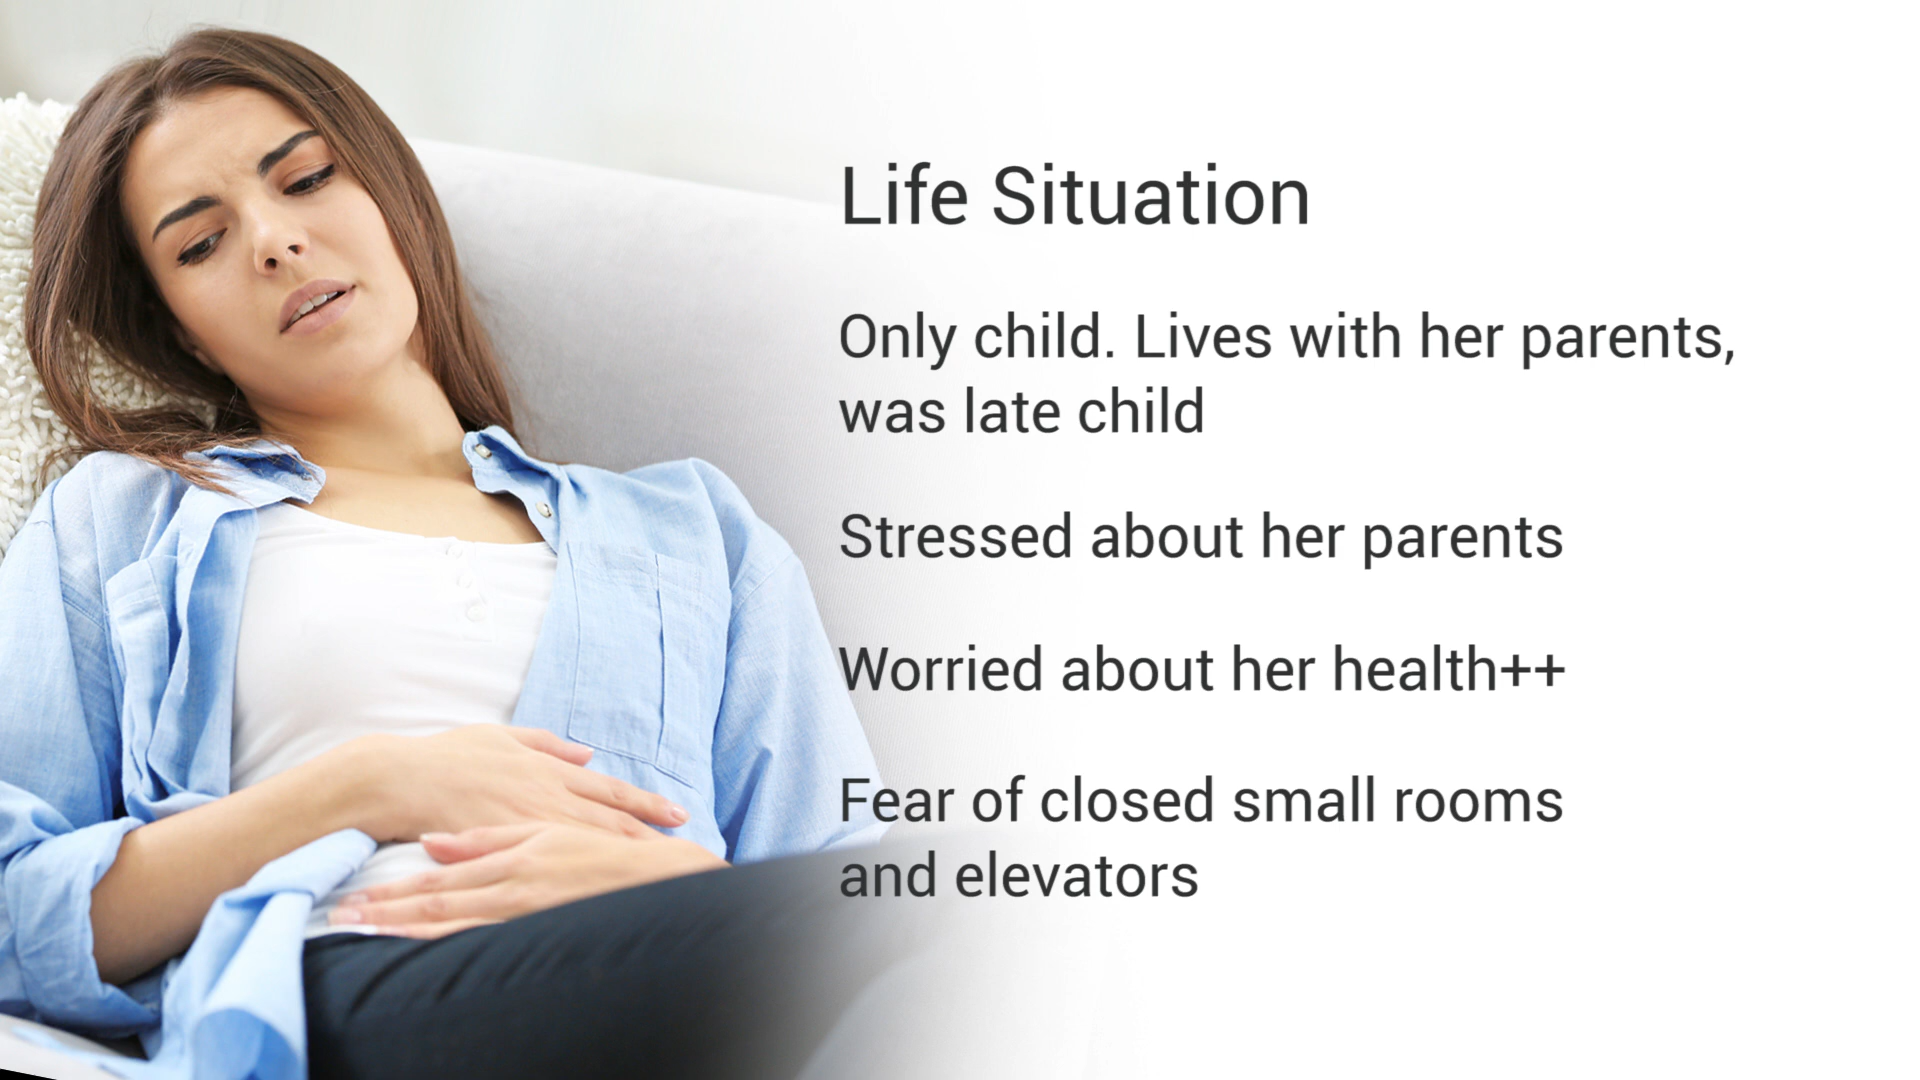 Life Situation
Only child. Lives with her parents,
was late child
Stressed about her parents
Worried about her health++
Fear of closed small rooms
and elevators